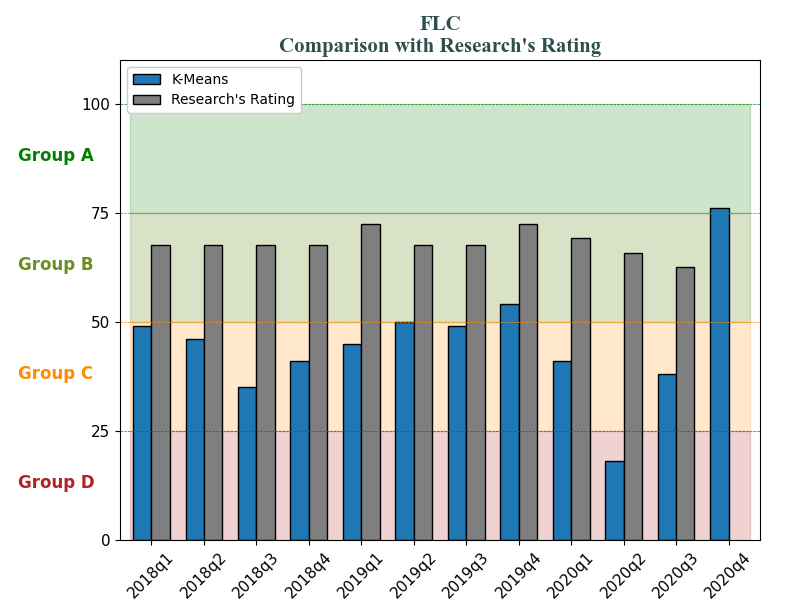 FLC
Comparison with Research's Rating
K-Means
Research's Rating
100
Group A
75
Group B
50
Group C
25
Group D
0
2018q1 2018q2 2018q3 2018q4 2019q1 2019q2 2019q3 2019q4 2020q1 2020q2 2020q3 2020q4